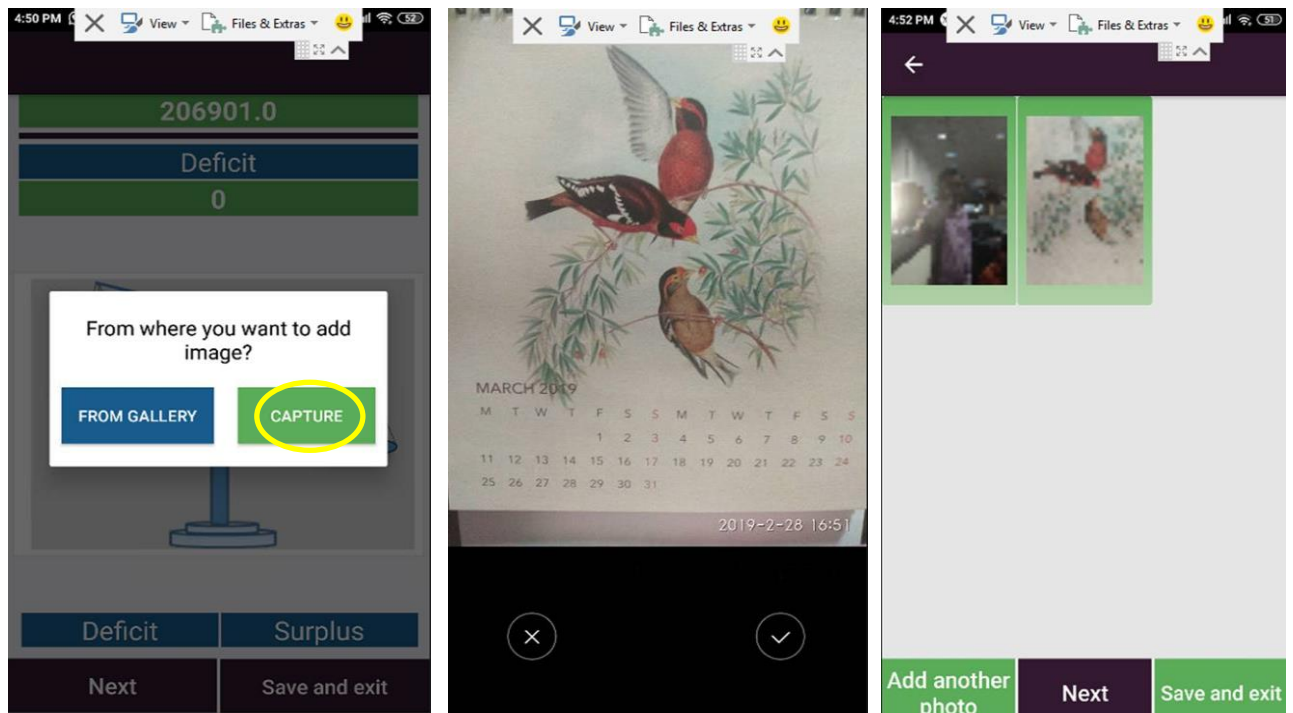 4:50 PM
View
Files & Extras
52
206901.0
Deficit
0
From where you want to add
image?
FROM GALLERY
CAPTURE
Deficit
Surplus
Next
Save and exit
View
Files & Extras
MARCH 2019
M T W T F S S M T W T F S S
1 2 3 4 5 6 7 8 9 10
11 12 13 14 15 16 17 18 19 20 21 22 23 24
25 26 27 28 29 30 31
2019-2-28 16:51
4:52 PM
View
Files & Extras
51
Add another
photo
Next
Save and exit